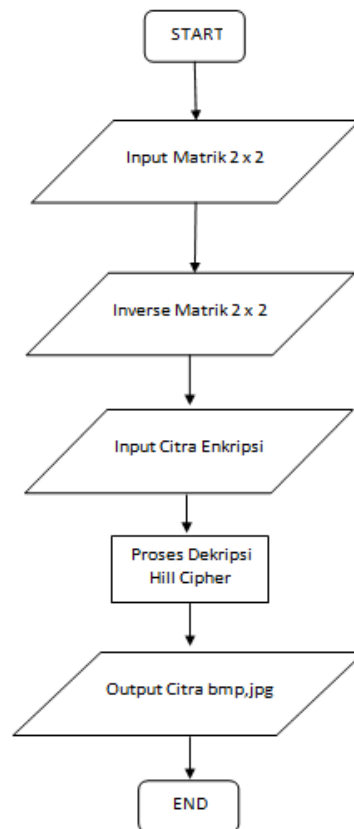 START
Input Matrik 2 x 2
Inverse Matrik 2 x 2
Input Citra Enkripsi
Proses Dekripsi
Hill Cipher
Output Citra bmp,jpg
END